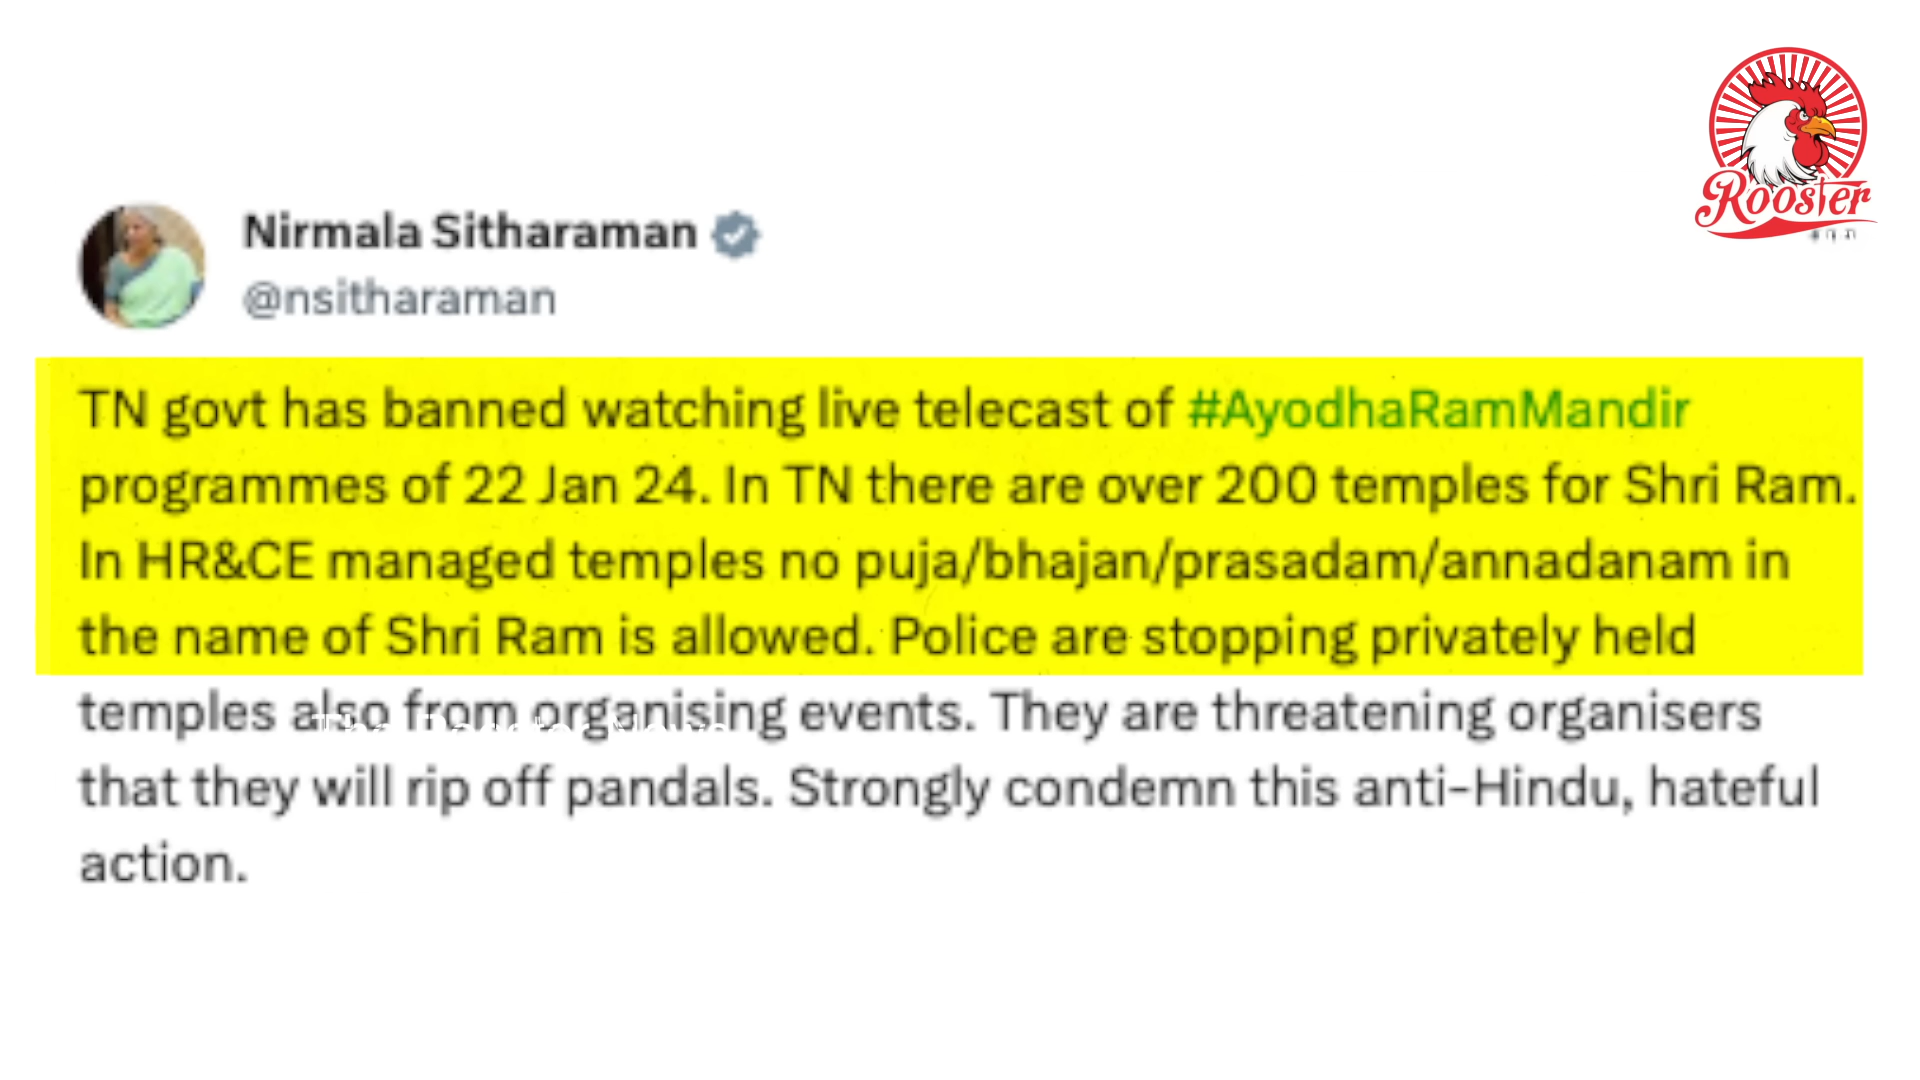 Rooster
Nirmala Sitharaman
@nsitharaman
TN govt has banned watching live telecast of #AyodhaRamMandir
programmes of 22 Jan 24. In TN there are over 200 temples for Shri Ram.
In HR&CE managed temples no puja/bhajan/prasadam/annadanam in
the name of Shri Ram is allowed. Police are stopping privately held
temples also from organising events. They are threatening organisers
The Rooster News
that they will rip off pandals. Strongly condemn this anti-Hindu, hateful
action.